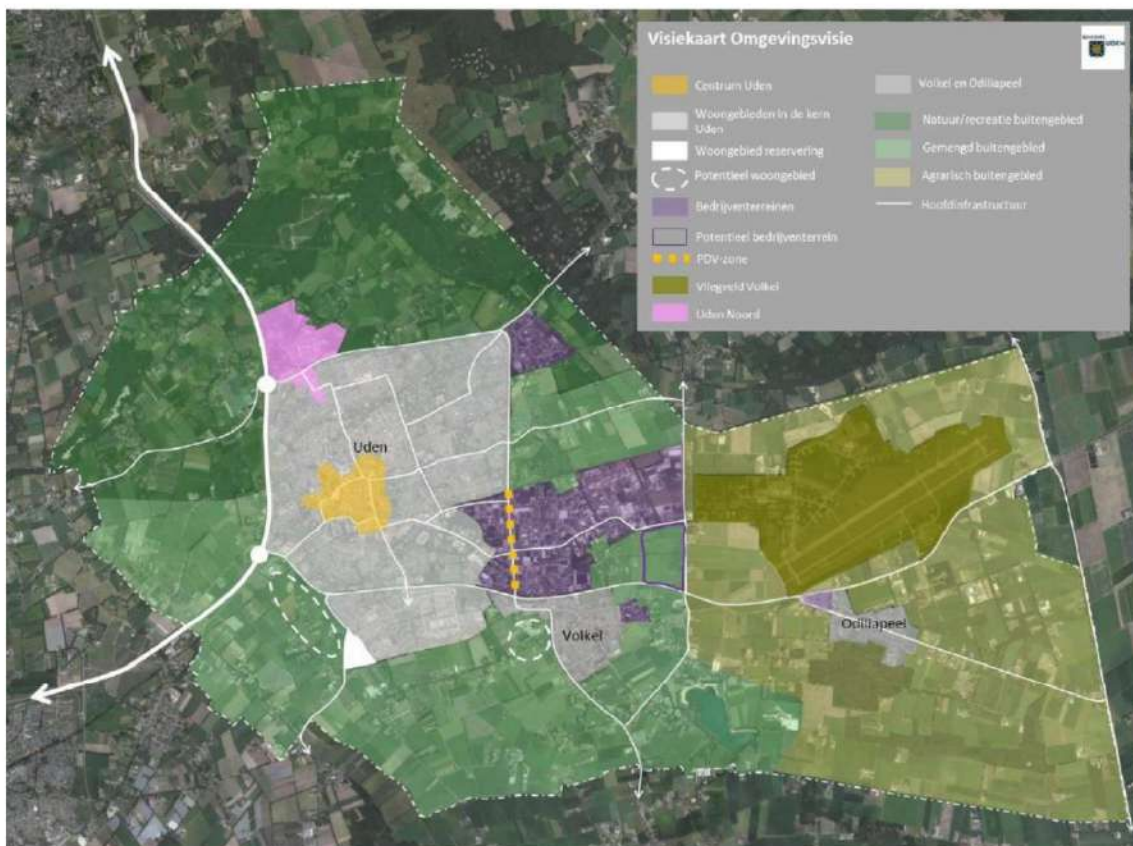 Visiekaart Omgevingsvisie
UDEN
Centrum Uden
Woongebieden in de kern
Uden
Woongebied reservering
Potentieel woongebied
Bedrijventerreinen
Potentieel bedrijventerrein
PDV-zone
Vliegveld Volkel
Uden Noord
Volkel en Odiliapeel
Natuur/recreatie buitengebied
Gemengd buitengebied
Agrarisch buitengebied
Hoofdinfrastructuur
Uden
Volkel
Odiliapeel